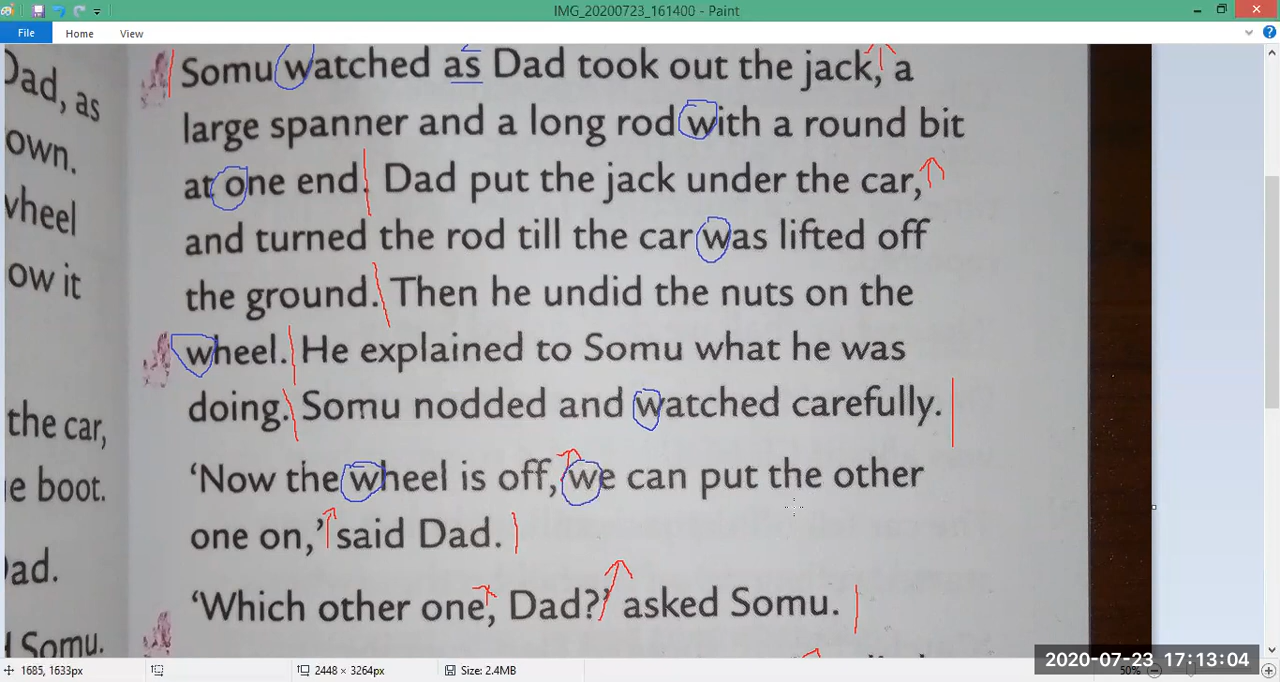 IMG_20200723_161400 - Paint
File Home View
Dad, as
own.
wheel
ow it
the car,
e boot.
Dad.
Somu.
Somu watched as Dad took out the jack, a
large spanner and a long rod with a round bit
at one end. Dad put the jack under the car,
and turned the rod till the car was lifted off
the ground. Then he undid the nuts on the
wheel. He explained to Somu what he was
doing. Somu nodded and watched carefully.
‘Now the wheel is off, we can put the other
one on,’ said Dad.
‘Which other one, Dad?’ asked Somu.
1685, 1633px 2448 × 3264px Size: 2.4MB 50%
2020-07-23 17:13:04